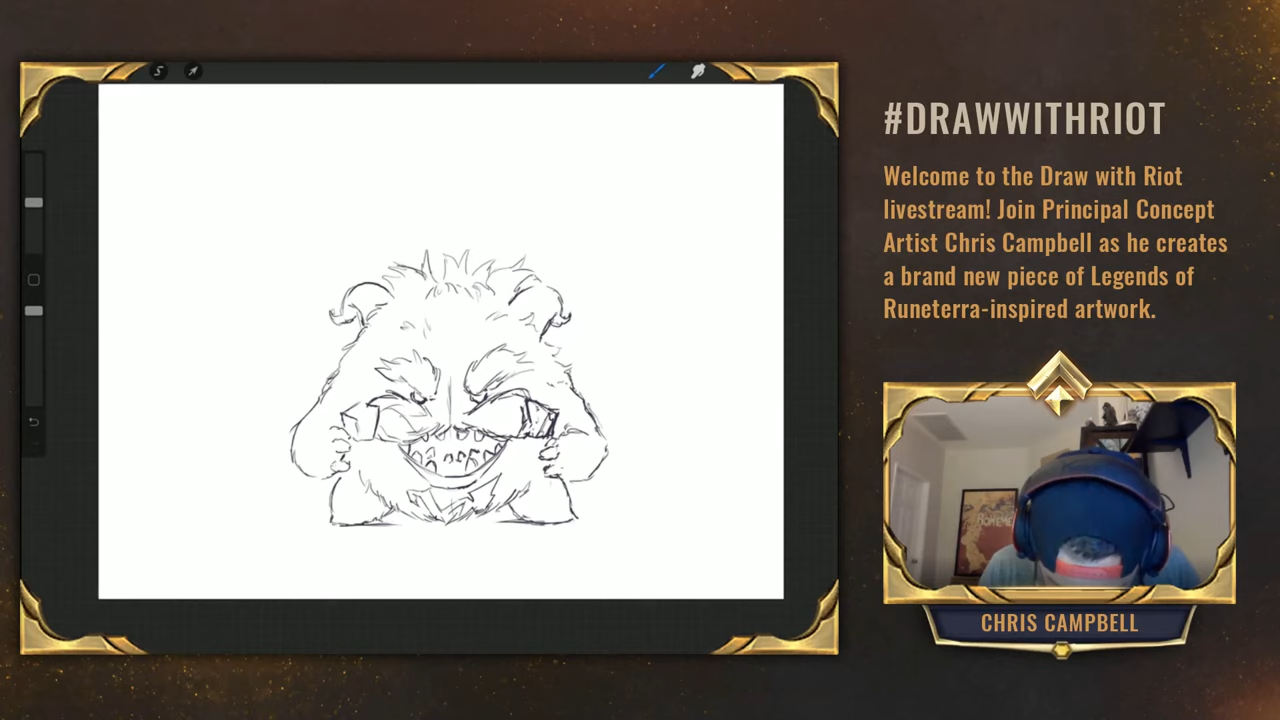 #DRAWWITHRIOT
Welcome to the Draw with Riot
livestream! Join Principal Concept
Artist Chris Campbell as he creates
a brand new piece of Legends of
Runeterra-inspired artwork.
CHRIS CAMPBELL